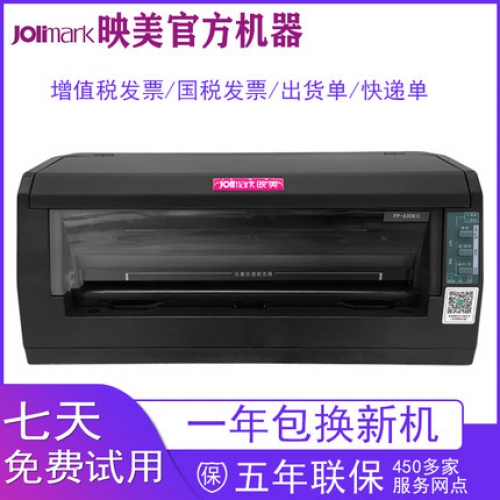 Jolimark 映美官方机器
增值税发票/国税发票/出货单/快递单
Jolimark 映美
FP-630KII
七天
免费试用
一年包换新机
保 五年联保 450多家
服务网点